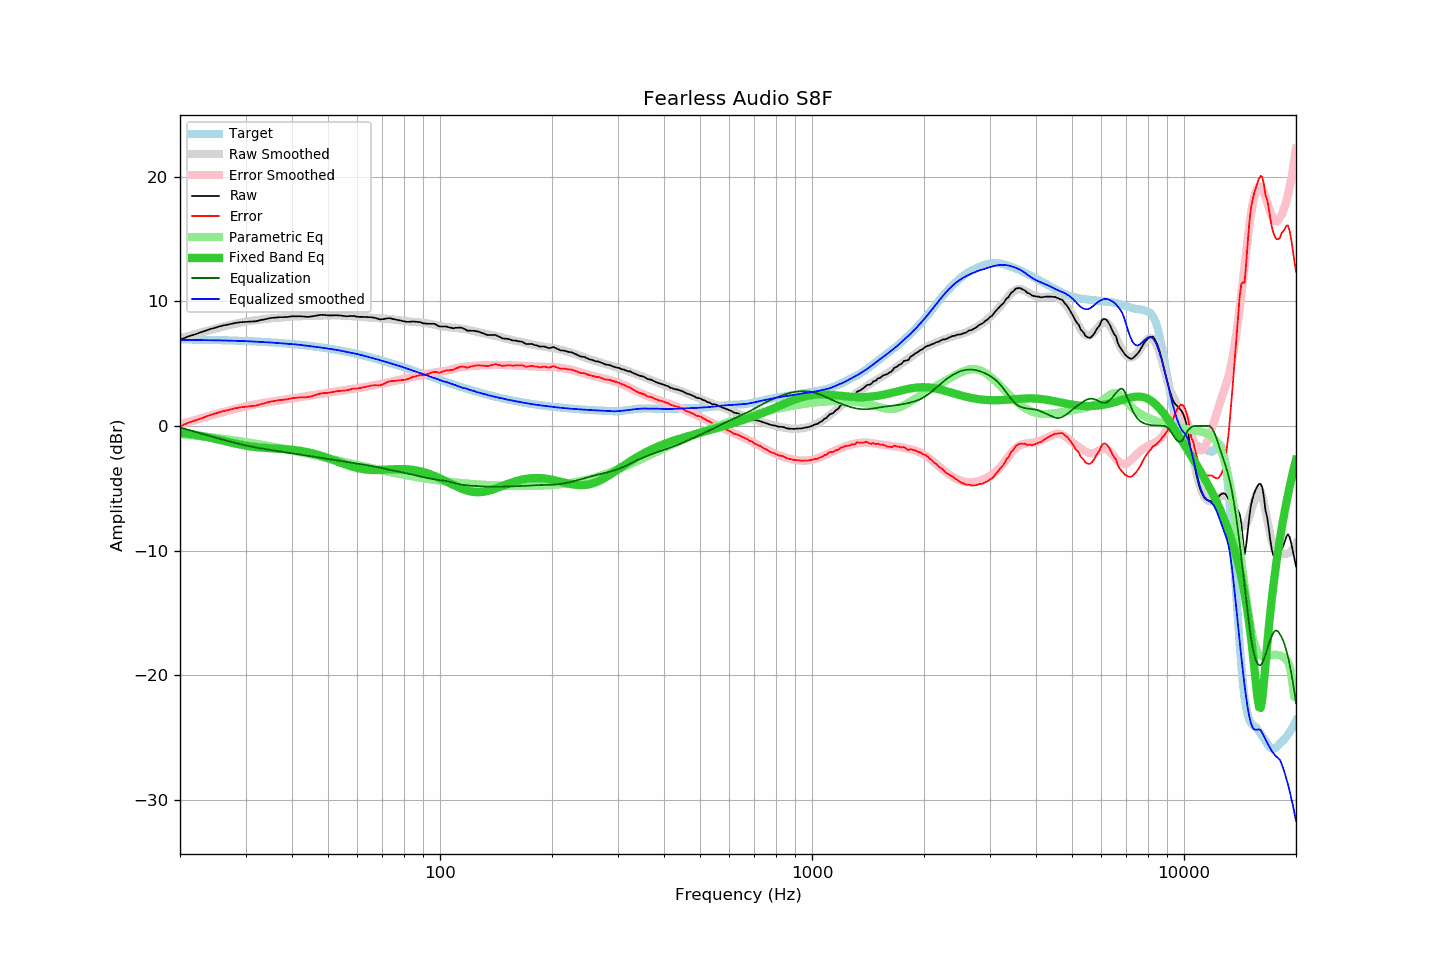 Fearless Audio S8F
Target
Raw Smoothed
Error Smoothed
Raw
Error
Parametric Eq
Fixed Band Eq
Equalization
Equalized smoothed
20
10
0
−10
−20
−30
Amplitude (dBr)
100
1000
10000
Frequency (Hz)